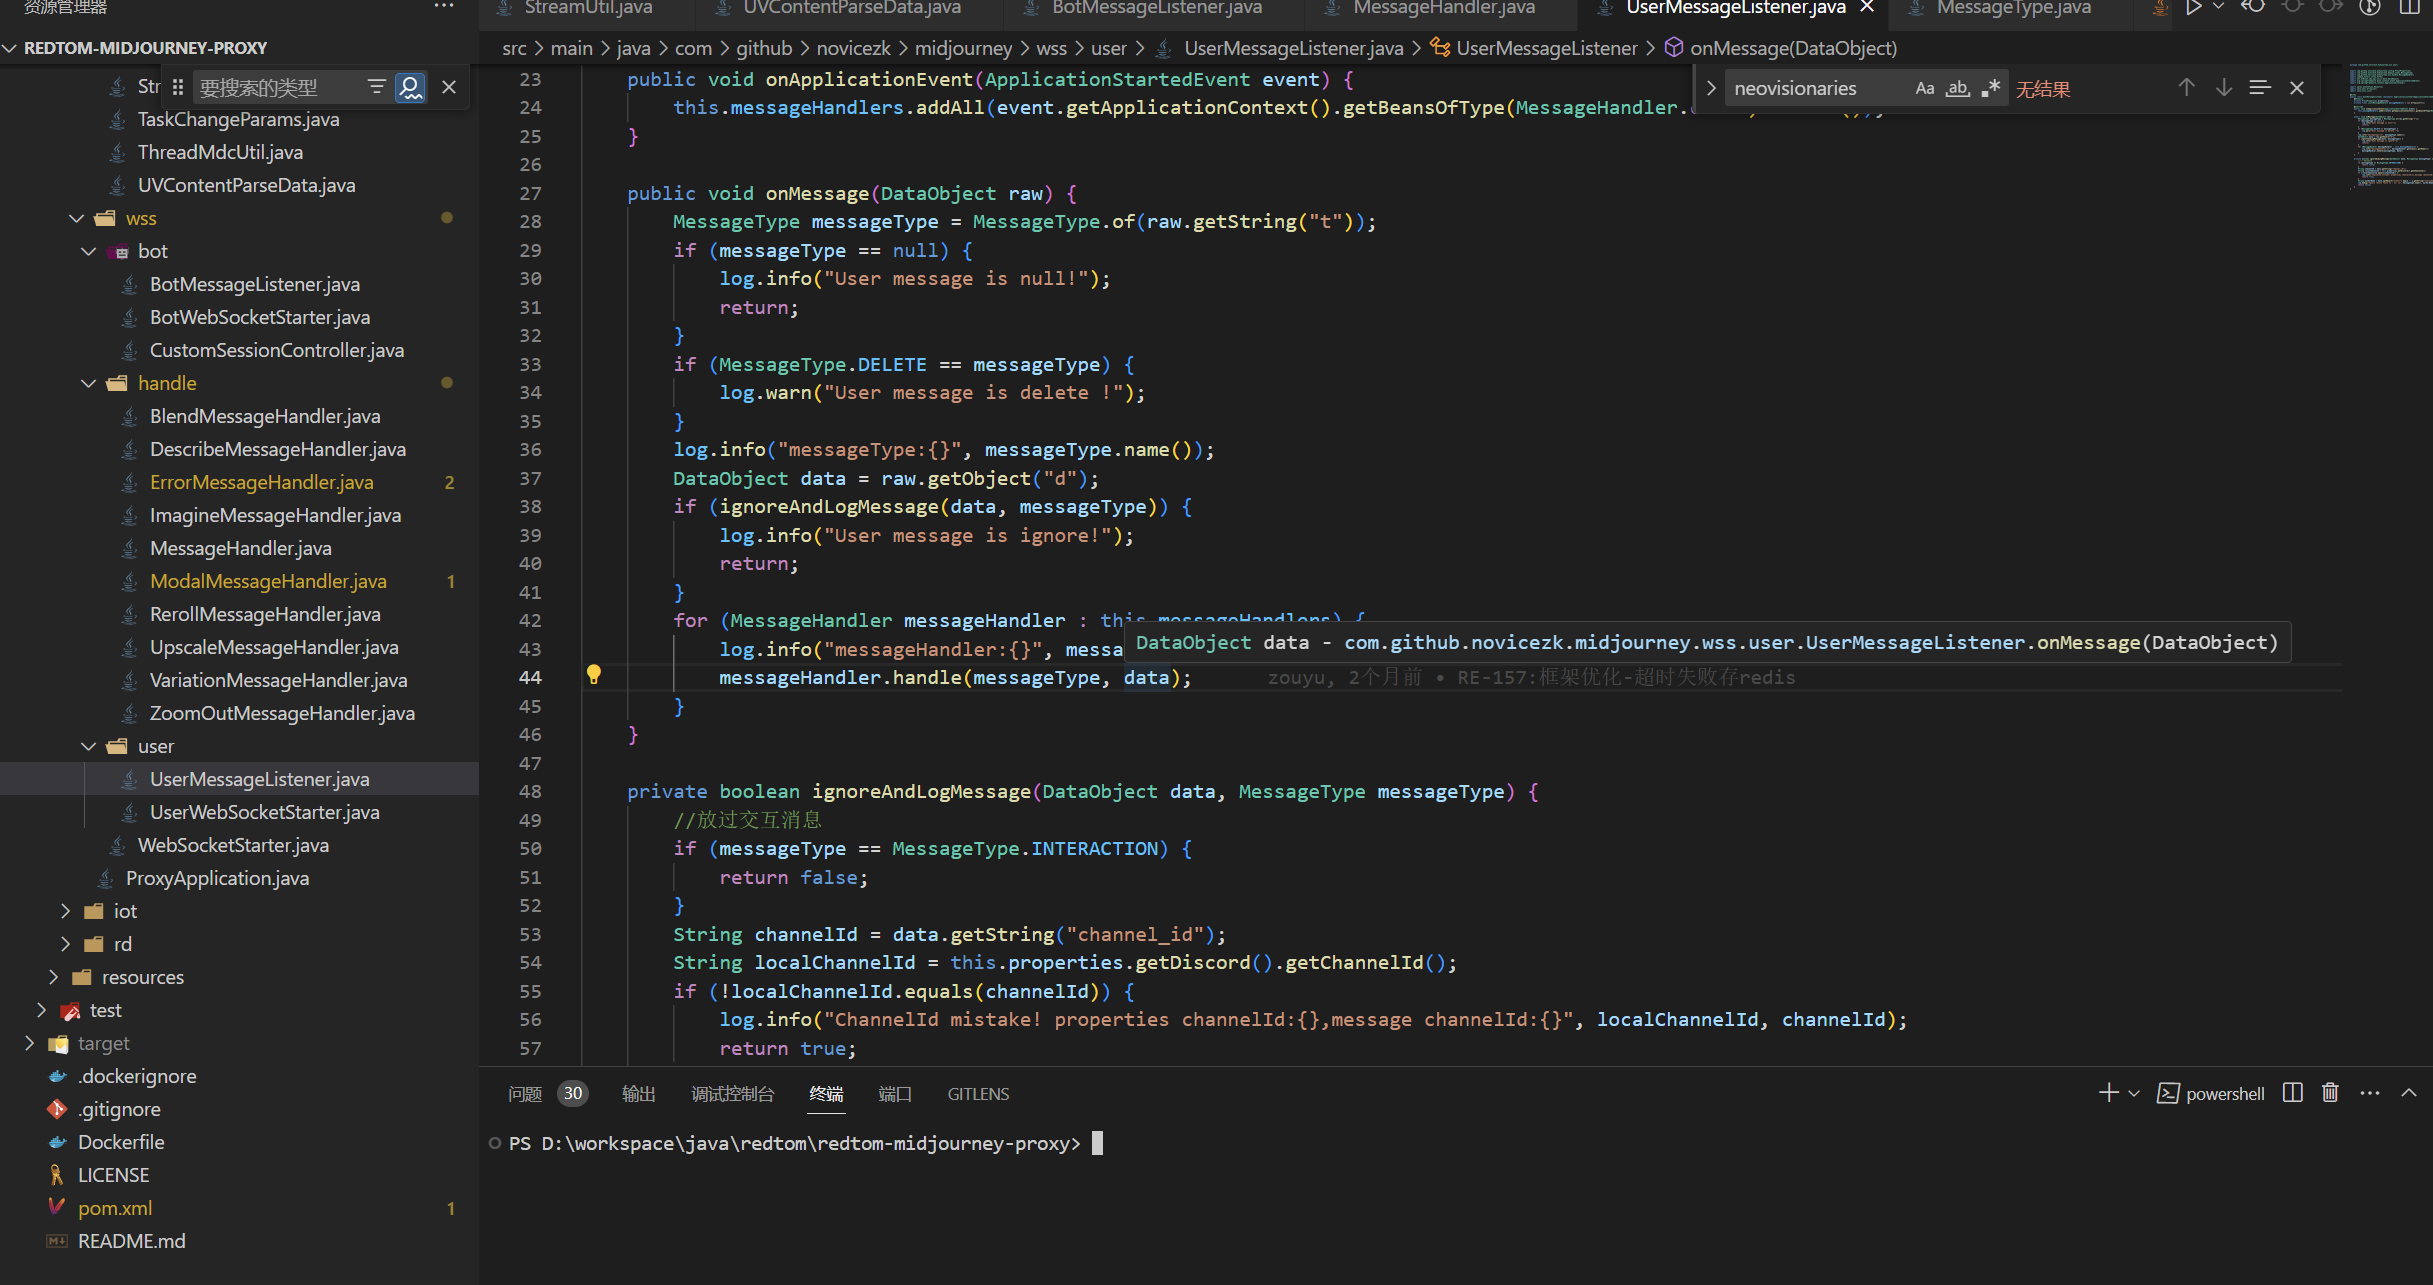 资源管理器
REDTOM-MIDJOURNEY-PROXY
Str
要搜索的类型
TaskChangeParams.java
ThreadMdcUtil.java
UVContentParseData.java
wss
bot
BotMessageListener.java
BotWebSocketStarter.java
CustomSessionController.java
handle
BlendMessageHandler.java
DescribeMessageHandler.java
ErrorMessageHandler.java 2
ImagineMessageHandler.java
MessageHandler.java
ModalMessageHandler.java 1
RerollMessageHandler.java
UpscaleMessageHandler.java
VariationMessageHandler.java
ZoomOutMessageHandler.java
user
UserMessageListener.java
UserWebSocketStarter.java
WebSocketStarter.java
ProxyApplication.java
iot
rd
resources
test
target
.dockerignore
.gitignore
Dockerfile
LICENSE
pom.xml 1
README.md
StreamUtil.java UVContentParseData.java BotMessageListener.java MessageHandler.java UserMessageListener.java MessageType.java
src > main > java > com > github > novicezk > midjourney > wss > user > UserMessageListener.java > UserMessageListener > onMessage(DataObject)
neovisionaries Aa ab .* 无结果
23 public void onApplicationEvent(ApplicationStartedEvent event) {
24 this.messageHandlers.addAll(event.getApplicationContext().getBeansOfType(MessageHandler.
25 }
26
27 public void onMessage(DataObject raw) {
28 MessageType messageType = MessageType.of(raw.getString("t"));
29 if (messageType == null) {
30 log.info("User message is null!");
31 return;
32 }
33 if (MessageType.DELETE == messageType) {
34 log.warn("User message is delete !");
35 }
36 log.info("messageType:{}", messageType.name());
37 DataObject data = raw.getObject("d");
38 if (ignoreAndLogMessage(data, messageType)) {
39 log.info("User message is ignore!");
40 return;
41 }
42 for (MessageHandler messageHandler : this.messageHandlers) {
43 log.info("messageHandler:{}", messa
DataObject data - com.github.novicezk.midjourney.wss.user.UserMessageListener.onMessage(DataObject)
44 messageHandler.handle(messageType, data); zouyu, 2个月前 • RE-157:框架优化-超时失败存redis
45 }
46 }
47
48 private boolean ignoreAndLogMessage(DataObject data, MessageType messageType) {
49 //放过交互消息
50 if (messageType == MessageType.INTERACTION) {
51 return false;
52 }
53 String channelId = data.getString("channel_id");
54 String localChannelId = this.properties.getDiscord().getChannelId();
55 if (!localChannelId.equals(channelId)) {
56 log.info("ChannelId mistake! properties channelId:{},message channelId:{}", localChannelId, channelId);
57 return true;
问题 30 输出 调试控制台 终端 端口 GITLENS
powershell
PS D:\workspace\java\redtom\redtom-midjourney-proxy>